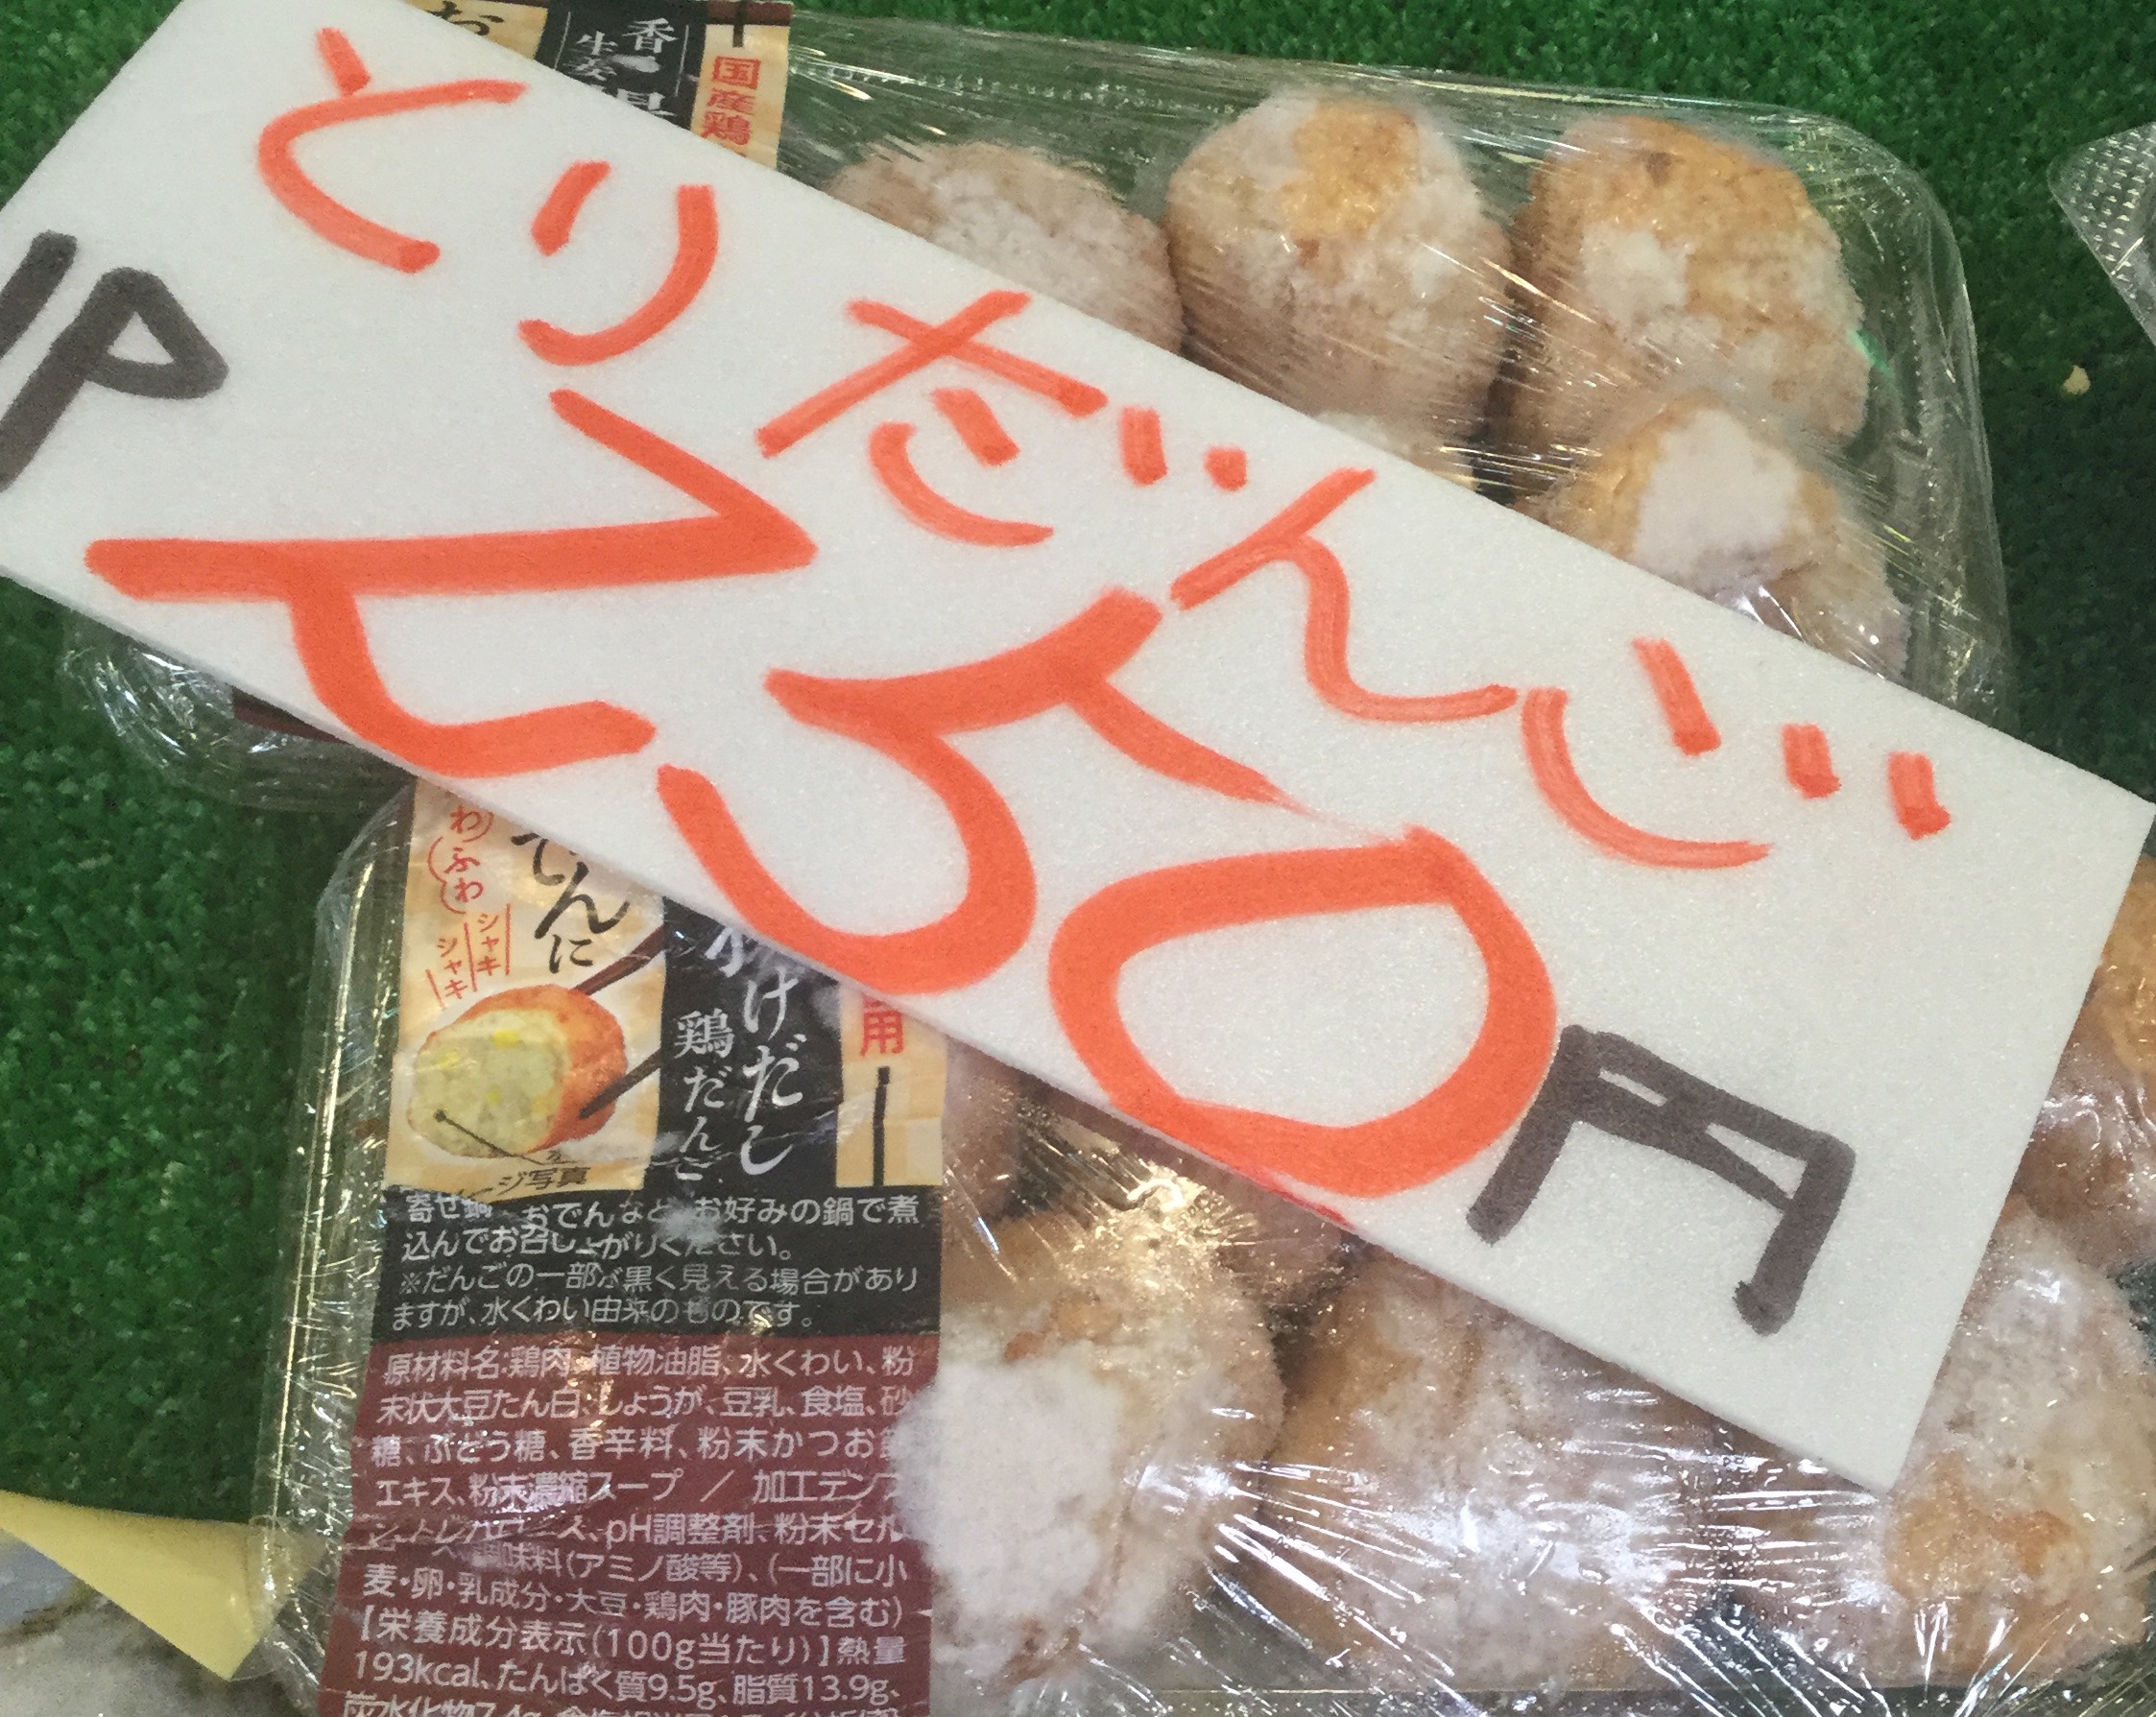 とりだんご
1P
250円
国産鶏
香
生姜
わ
ふわ
シャキ
シャキ
でんに
けだし
鶏だんご
用
寄せ鍋、おでんなど、お好みの鍋で煮
込んでお召し上がりください。
※だんごの一部が黒く見える場合があり
ますが、水くわい由来のものです。
原材料名:鶏肉、植物油脂、水くわい、粉
末状大豆たん白、しょうが、豆乳、食塩、砂
糖、ぶどう糖、香辛料、粉末かつお
エキス、粉末濃縮スープ / 加工デン
トレハロース、pH調整剤、粉末セル
調味料(アミノ酸等)、(一部に小
麦・卵・乳成分・大豆・鶏肉・豚肉を含む)
【栄養成分表示(100g当たり)】熱量
193kcal、たんぱく質9.5g、脂質13.9g、